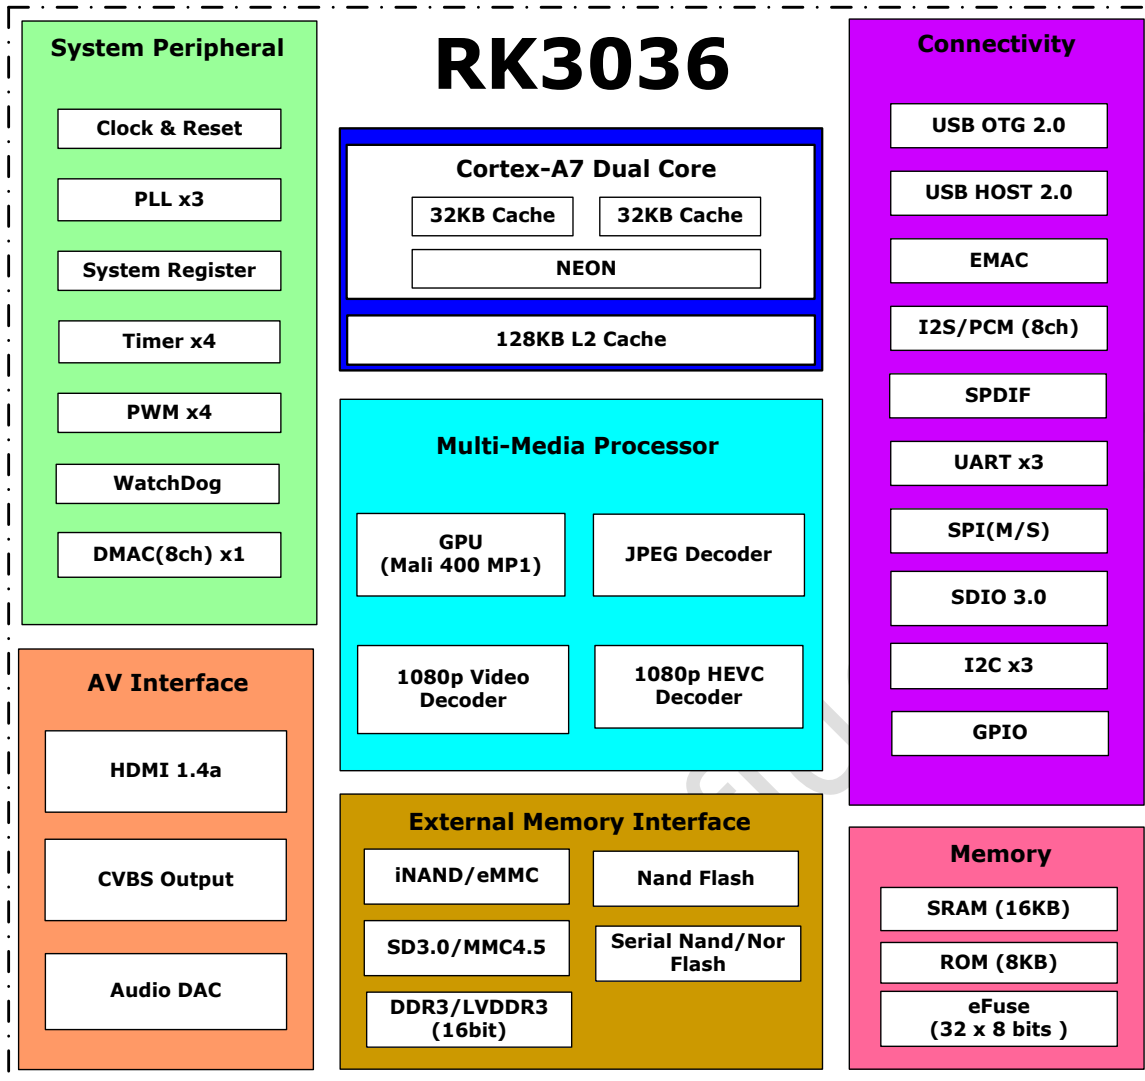 RK3036
System Peripheral
Clock & Reset
PLL x3
System Register
Timer x4
PWM x4
WatchDog
DMAC(8ch) x1
AV Interface
HDMI 1.4a
CVBS Output
Audio DAC
Cortex-A7 Dual Core
32KB Cache
32KB Cache
NEON
128KB L2 Cache
Multi-Media Processor
GPU
(Mali 400 MP1)
JPEG Decoder
1080p Video
Decoder
1080p HEVC
Decoder
External Memory Interface
iNAND/eMMC
Nand Flash
SD3.0/MMC4.5
Serial Nand/Nor
Flash
DDR3/LVDDR3
(16bit)
Connectivity
USB OTG 2.0
USB HOST 2.0
EMAC
I2S/PCM (8ch)
SPDIF
UART x3
SPI(M/S)
SDIO 3.0
I2C x3
GPIO
Memory
SRAM (16KB)
ROM (8KB)
eFuse
(32 x 8 bits )